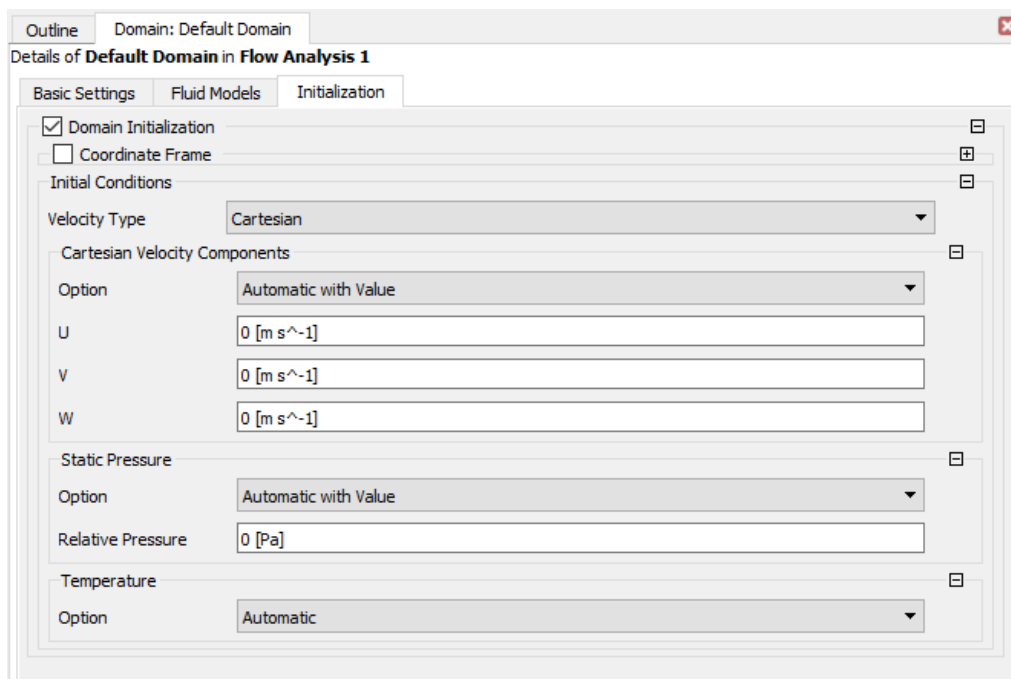 Outline Domain: Default Domain
Details of Default Domain in Flow Analysis 1
Basic Settings Fluid Models Initialization
Domain Initialization
Coordinate Frame
Initial Conditions
Velocity Type Cartesian
Cartesian Velocity Components
Option Automatic with Value
U 0 [m s^-1]
V 0 [m s^-1]
W 0 [m s^-1]
Static Pressure
Option Automatic with Value
Relative Pressure 0 [Pa]
Temperature
Option Automatic